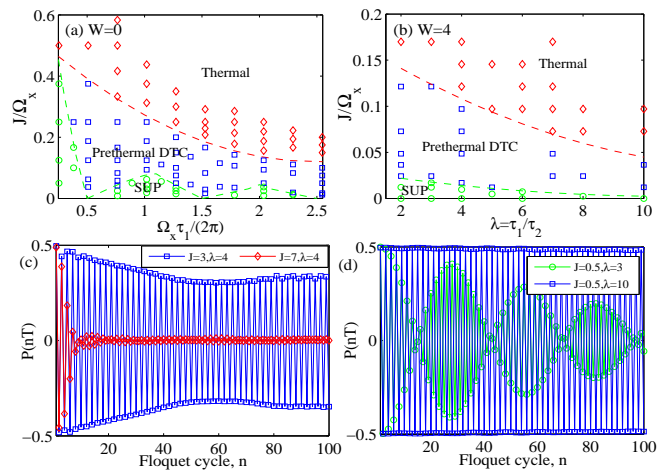 (a) W=0
J/Ω_x
0.6
0.4
0.2
0
Thermal
Prethermal DTC
SUP
0.5 1 1.5 2 2.5
Ω_xτ_1/(2π)
(b) W=4
J/Ω_x
0.2
0.15
0.1
0.05
0
Thermal
Prethermal DTC
SUP
2 4 6 8 10
λ=τ_1/τ_2
(c)
P(nT)
0.5
0
−0.5
J=3,λ=4
J=7,λ=4
20 40 60 80 100
Floquet cycle, n
(d)
P(nT)
0.5
0
−0.5
J=0.5,λ=3
J=0.5,λ=10
20 40 60 80 100
Floquet cycle, n